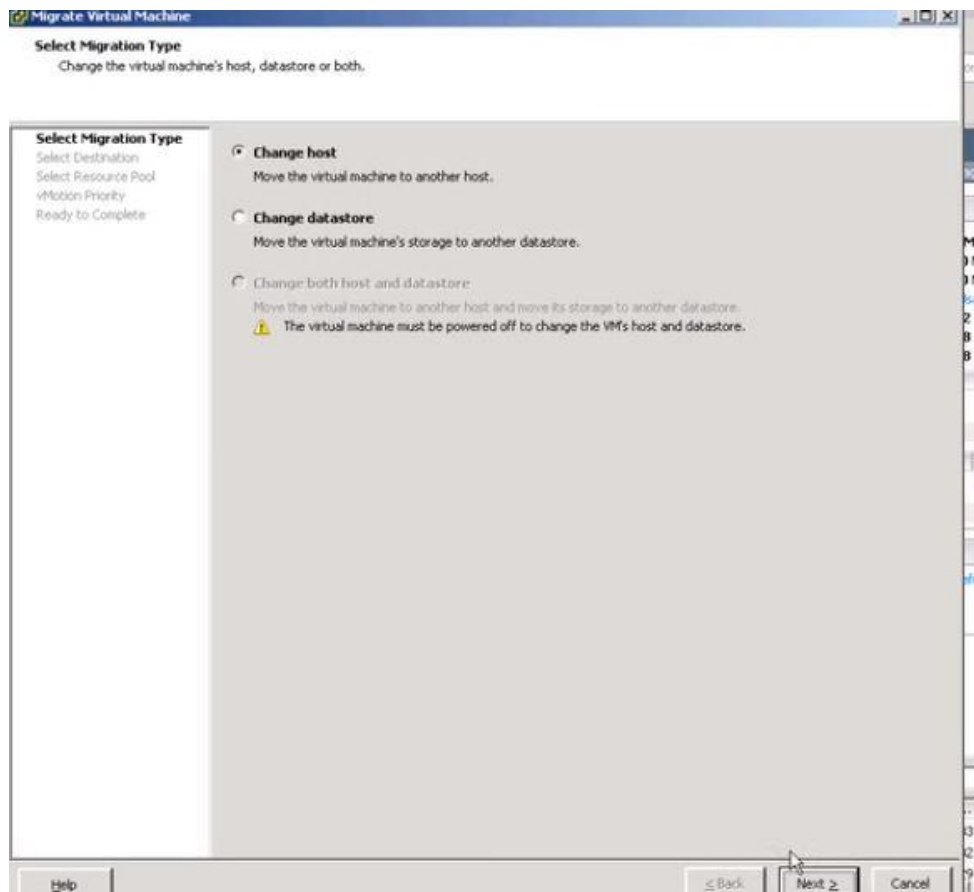 Migrate Virtual Machine
Select Migration Type
Change the virtual machine's host, datastore or both.
Select Migration Type
Select Destination
Select Resource Pool
vMotion Priority
Ready to Complete
Change host
Move the virtual machine to another host.
Change datastore
Move the virtual machine's storage to another datastore.
Change both host and datastore
Move the virtual machine to another host and move its storage to another datastore.
The virtual machine must be powered off to change the VM's host and datastore.
Help
< Back
Next >
Cancel